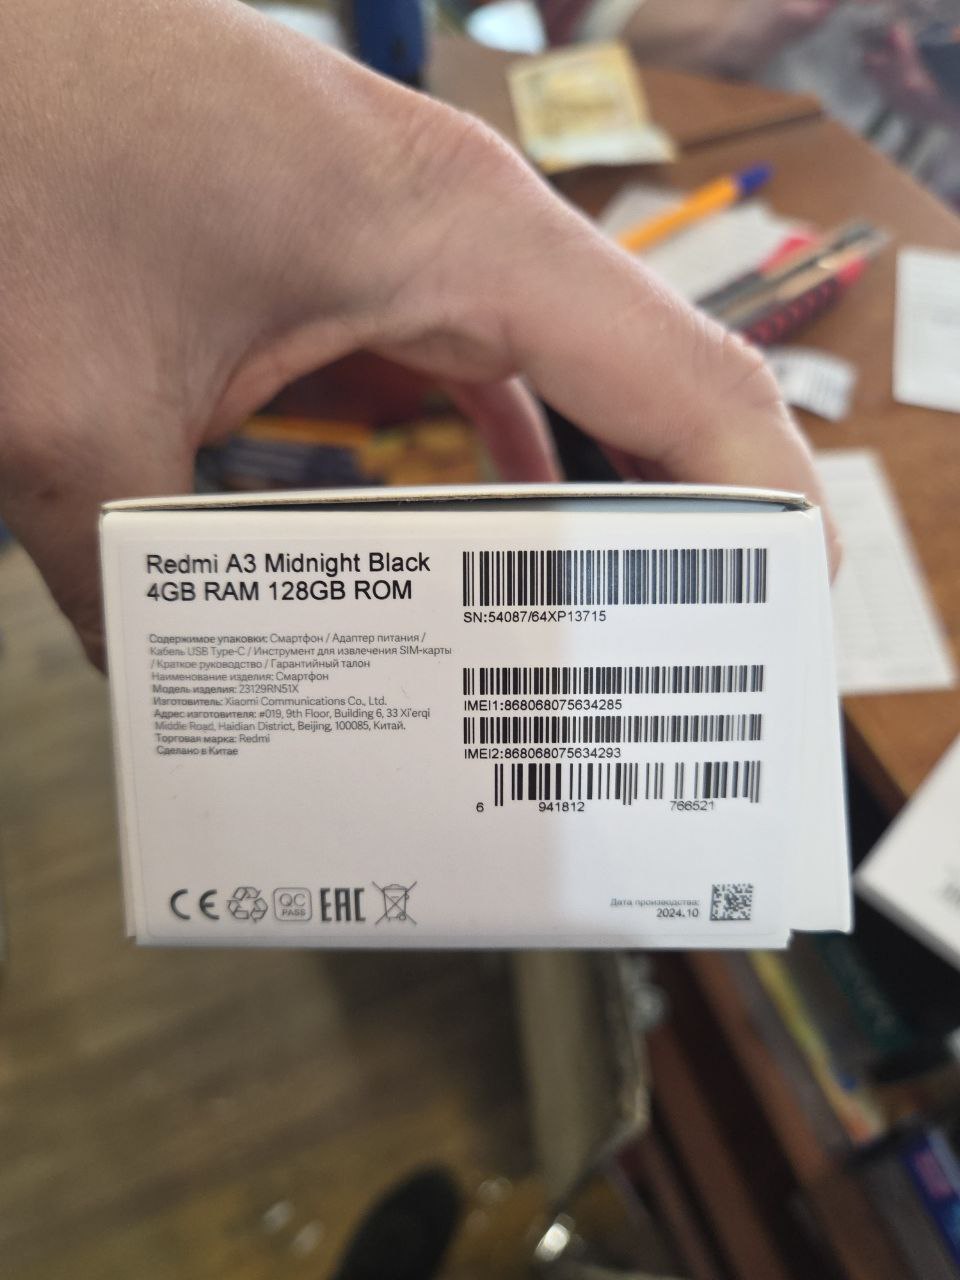 Redmi A3 Midnight Black
4GB RAM 128GB ROM
Содержимое упаковки: Смартфон / Адаптер питания /
Кабель USB Type-C / Инструмент для извлечения SIM-карты
/ Краткое руководство / Гарантийный талон
Наименование изделия: Смартфон
Модель изделия: 23129RN51X
Изготовитель: Xiaomi Communications Co., Ltd.
Адрес изготовителя: #019, 9th Floor, Building 6, 33 Xi'erqi
Middle Road, Haidian District, Beijing, 100085, Китай.
Торговая марка: Redmi
Сделано в Китае
SN:54087/64XP13715
IMEI1:868068075634285
IMEI2:868068075634293
6 941812 766521
CE QC PASS EAC
Дата производства:
2024.10